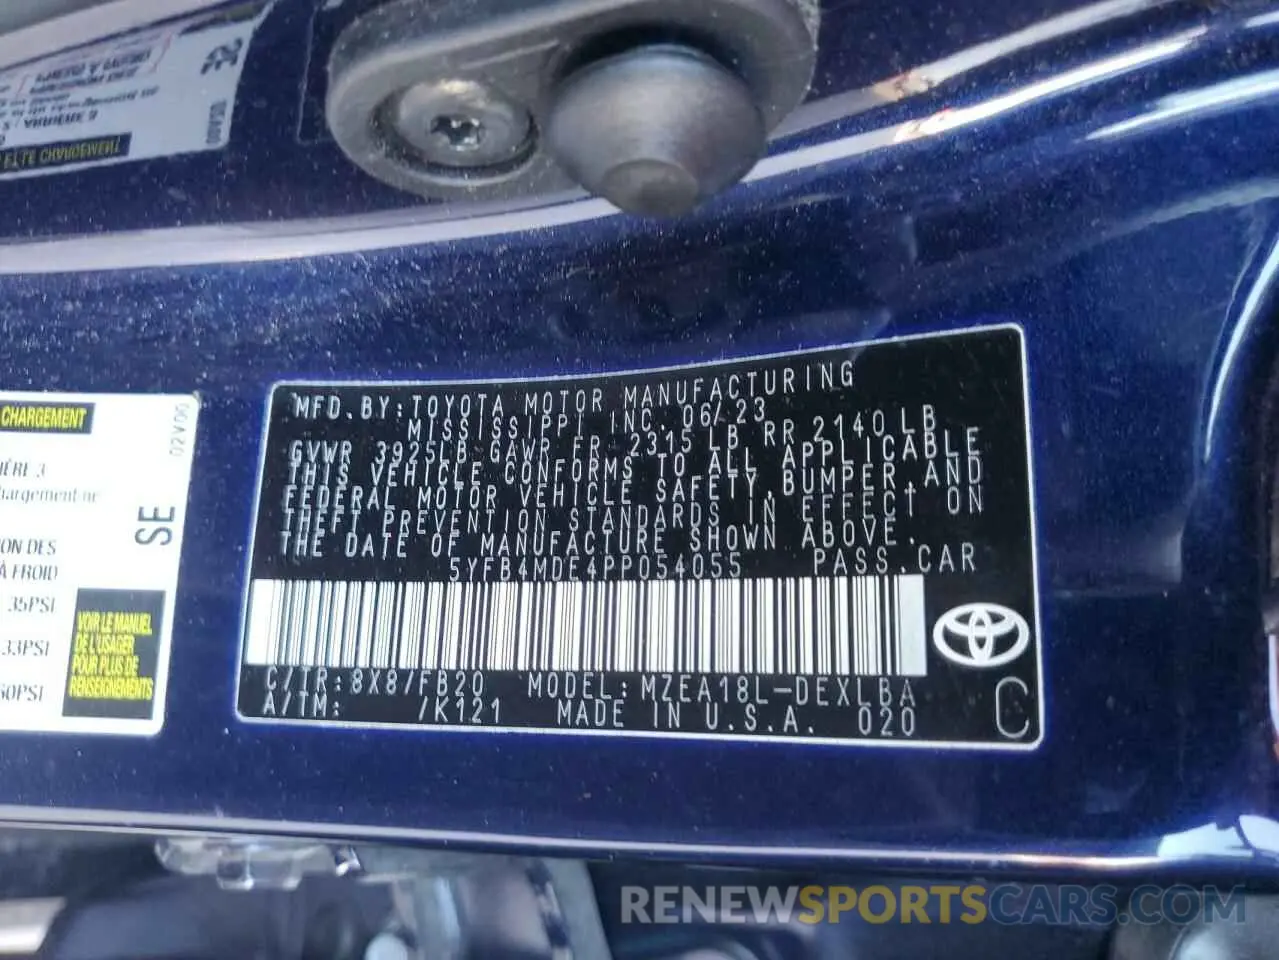 CHARGEMENT
02V00
SE
35PSI
33PSI
60PSI
À FROID
VOIR LE MANUEL
DE L'USAGER
POUR PLUS DE
RENSEIGNEMENTS
MFD.BY:TOYOTA MOTOR MANUFACTURING
MISSISSIPPI INC. 06/23
GVWR 3925LB GAWR FR 2315LB RR 2140LB
THIS VEHICLE CONFORMS TO ALL APPLICABLE
FEDERAL MOTOR VEHICLE SAFETY,BUMPER,AND
THEFT PREVENTION STANDARDS IN EFFECT ON
THE DATE OF MANUFACTURE SHOWN ABOVE.
5YFB4MDE4PP054055 PASS.CAR
C/TR:8X8/FB20 MODEL:MZEA18L-DEXLBA
A/TM: /K121 MADE IN U.S.A. 020
C
RENEWSPORTSCARS.COM